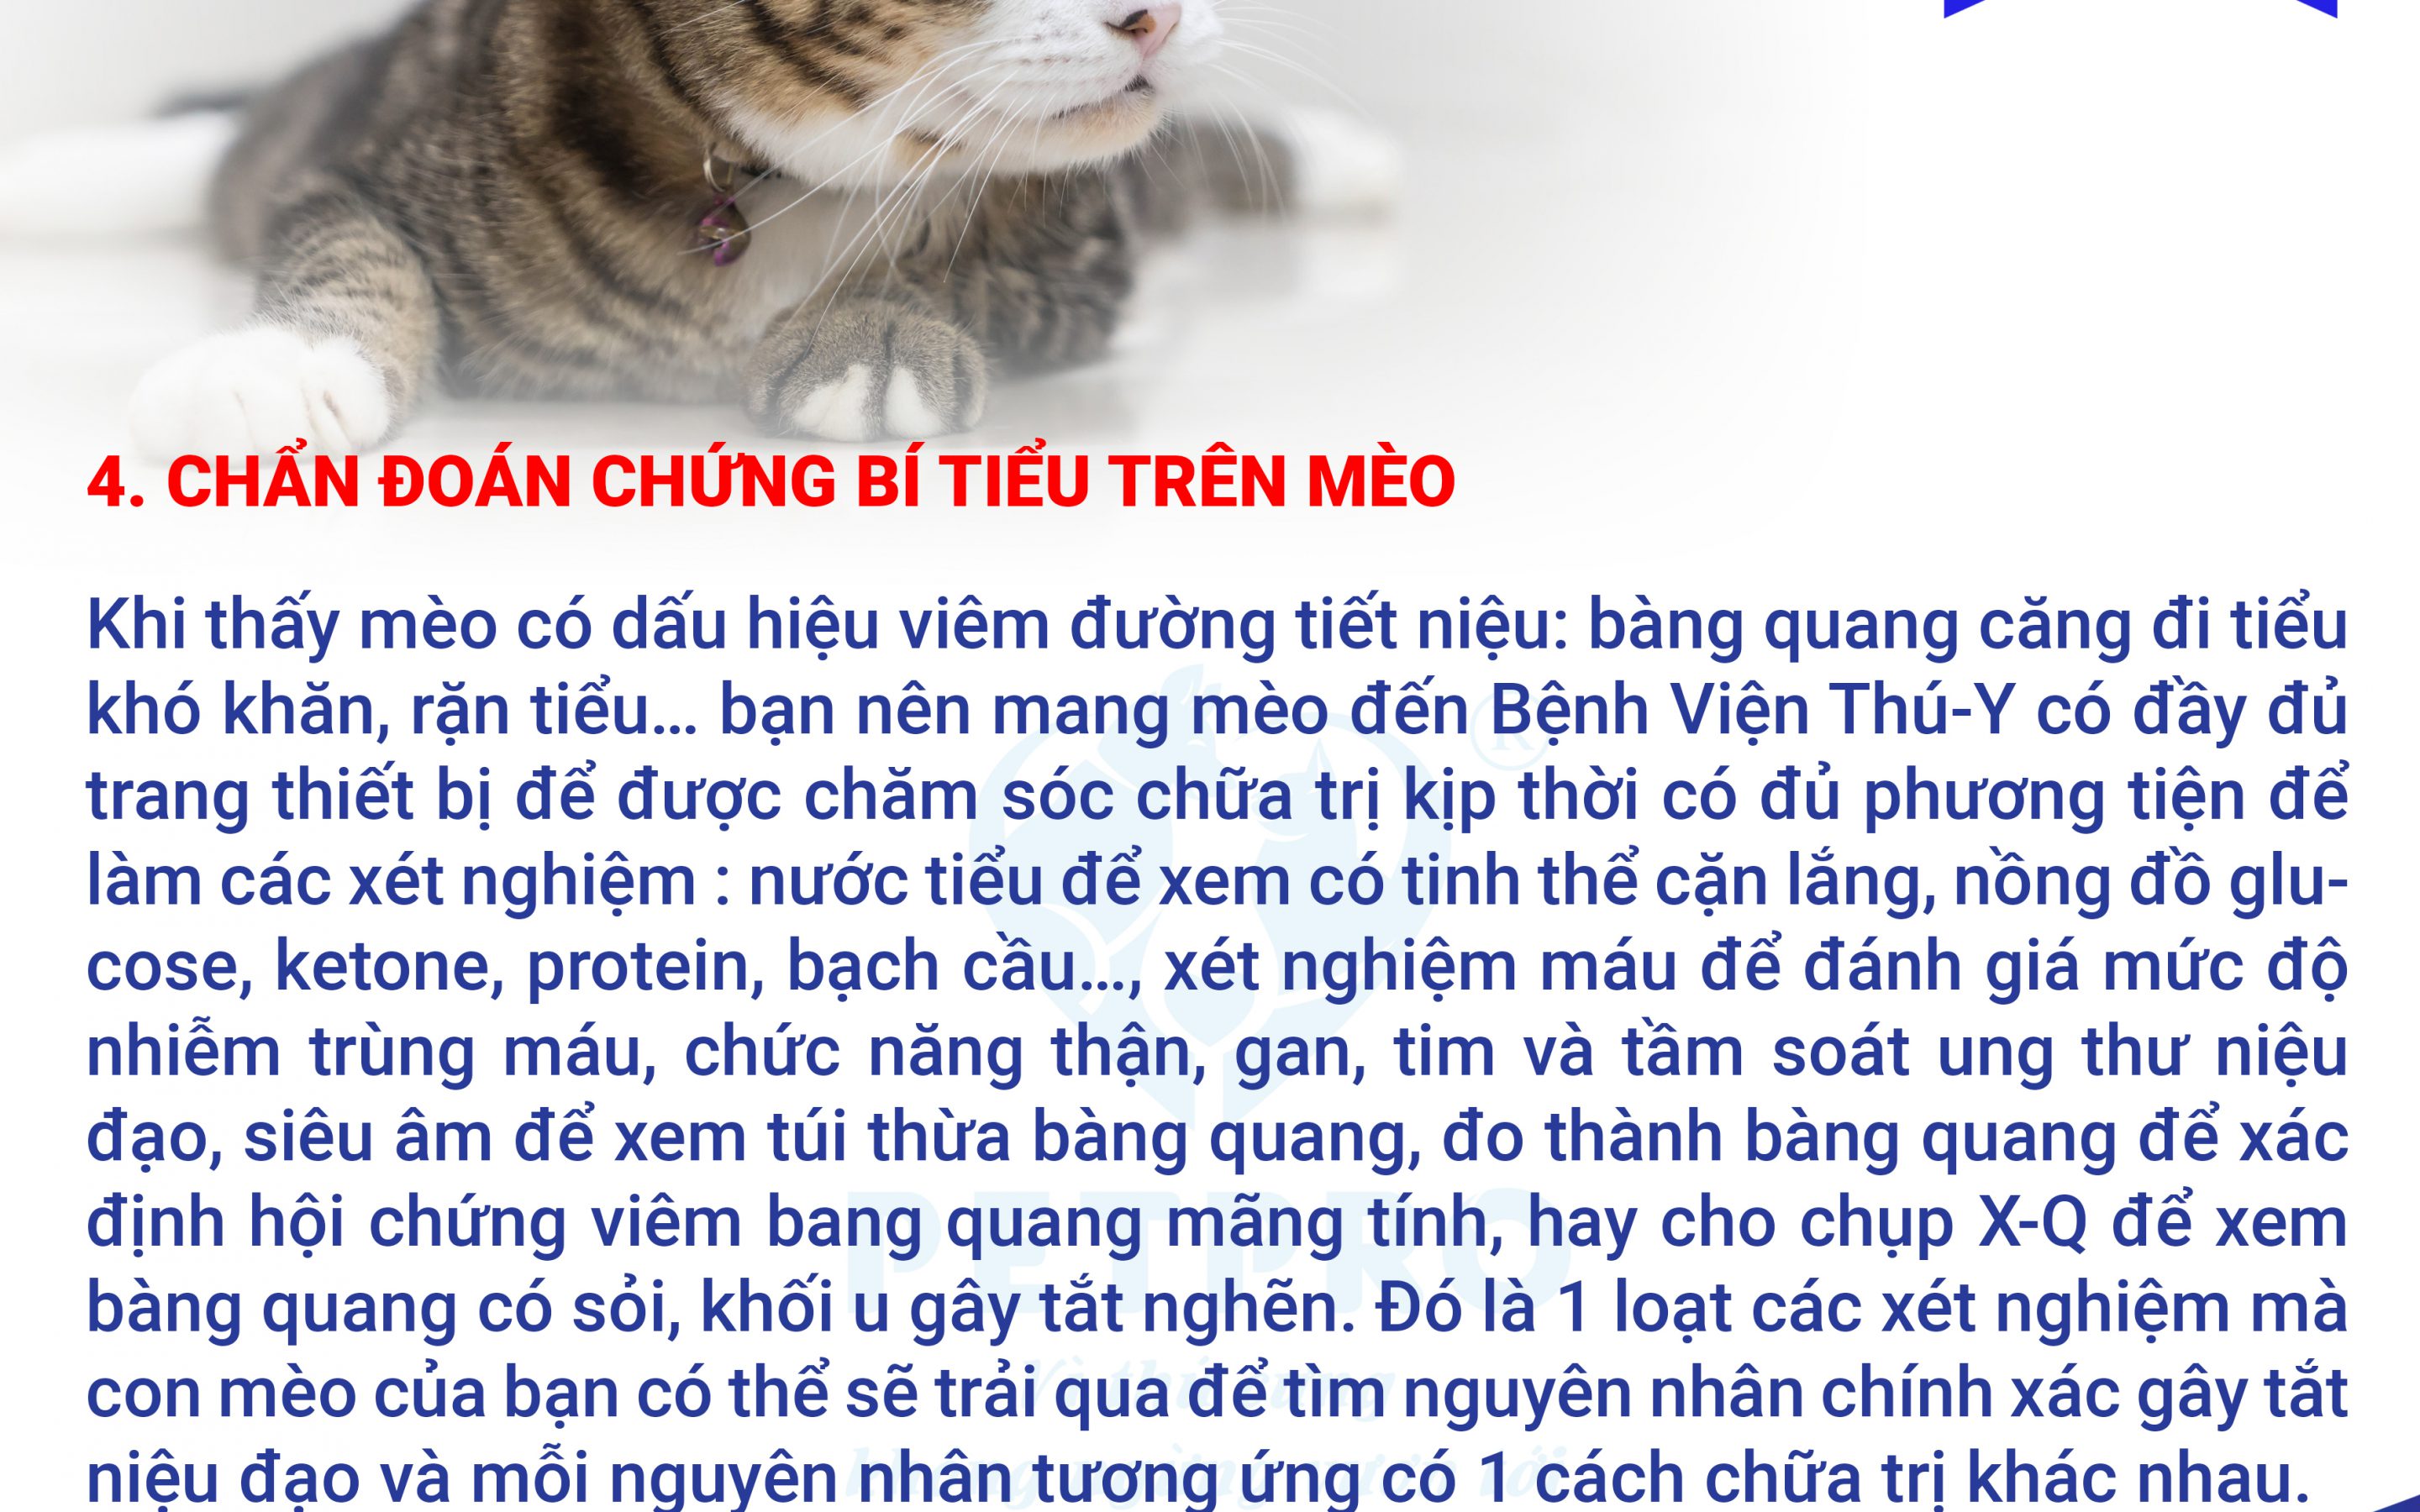 4. CHẨN ĐOÁN CHỨNG BÍ TIỂU TRÊN MÈO
Khi thấy mèo có dấu hiệu viêm đường tiết niệu: bàng quang căng đi tiểu
khó khăn, rặn tiểu... bạn nên mang mèo đến Bệnh Viện Thú-Y có đầy đủ
trang thiết bị để được chăm sóc chữa trị kịp thời có đủ phương tiện để
làm các xét nghiệm : nước tiểu để xem có tinh thể cặn lắng, nồng đồ glu-
cose, ketone, protein, bạch cầu..., xét nghiệm máu để đánh giá mức độ
nhiễm trùng máu, chức năng thận, gan, tim và tầm soát ung thư niệu
đạo, siêu âm để xem túi thừa bàng quang, đo thành bàng quang để xác
định hội chứng viêm bang quang mãng tính, hay cho chụp X-Q để xem
bàng quang có sỏi, khối u gây tắt nghẽn. Đó là 1 loạt các xét nghiệm mà
con mèo của bạn có thể sẽ trải qua để tìm nguyên nhân chính xác gây tắt
niệu đạo và mỗi nguyên nhân tương ứng có 1 cách chữa trị khác nhau.
®
PETPRO